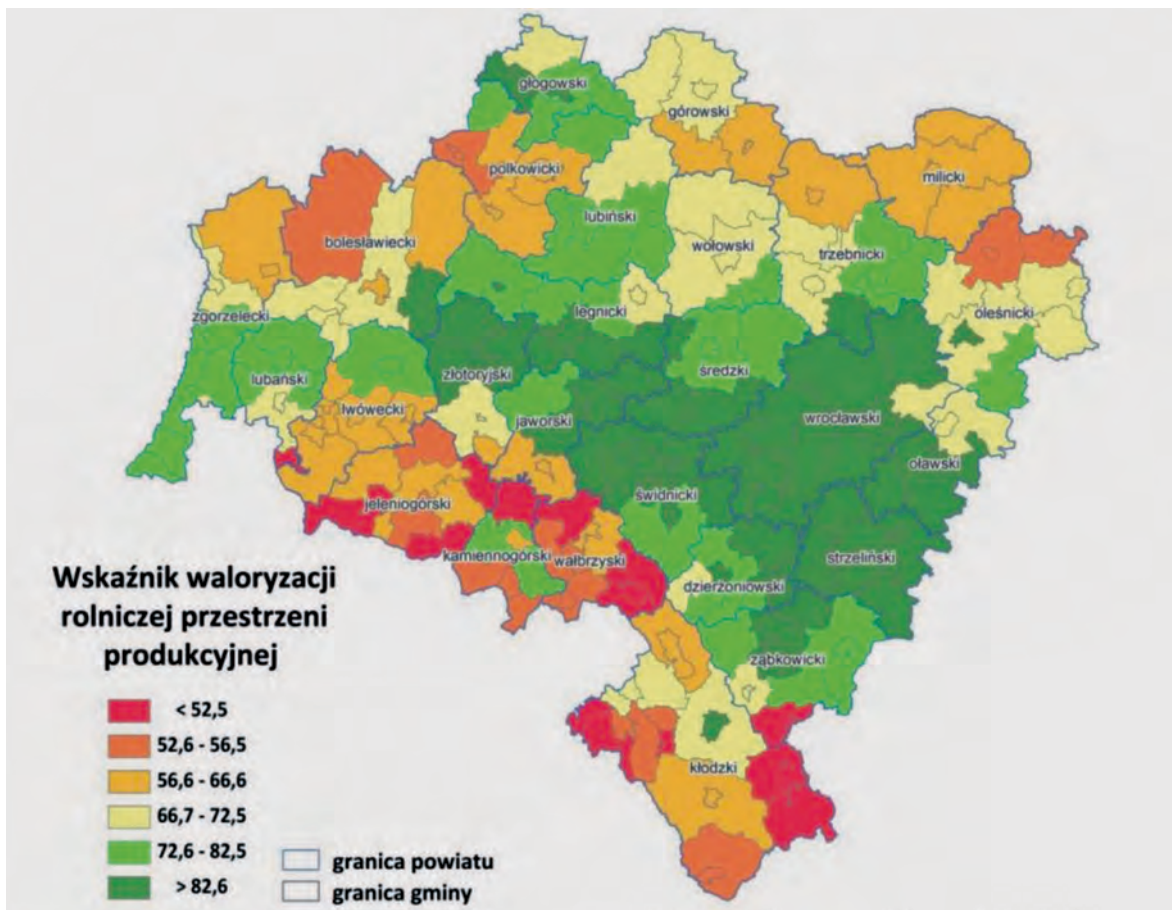 głogowski
górowski
polkowicki
milicki
lubiński
bolesławiecki
wołowski
trzebnicki
zgorzelecki
legnicki
oleśnicki
złotoryjski
średzki
lubański
lwówecki
jaworski
wrocławski
oławski
świdnicki
jeleniogórski
kamiennogórski
wałbrzyski
strzeliński
dzierżoniowski
ząbkowicki
kłodzki
Wskaźnik waloryzacji
rolniczej przestrzeni
produkcyjnej
< 52,5
52,6 - 56,5
56,6 - 66,6
66,7 - 72,5
72,6 - 82,5
> 82,6
granica powiatu
granica gminy